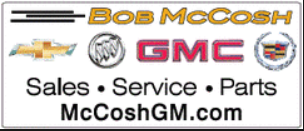 BOB MCCOSH
GMC
Sales • Service • Parts
McCoshGM.com